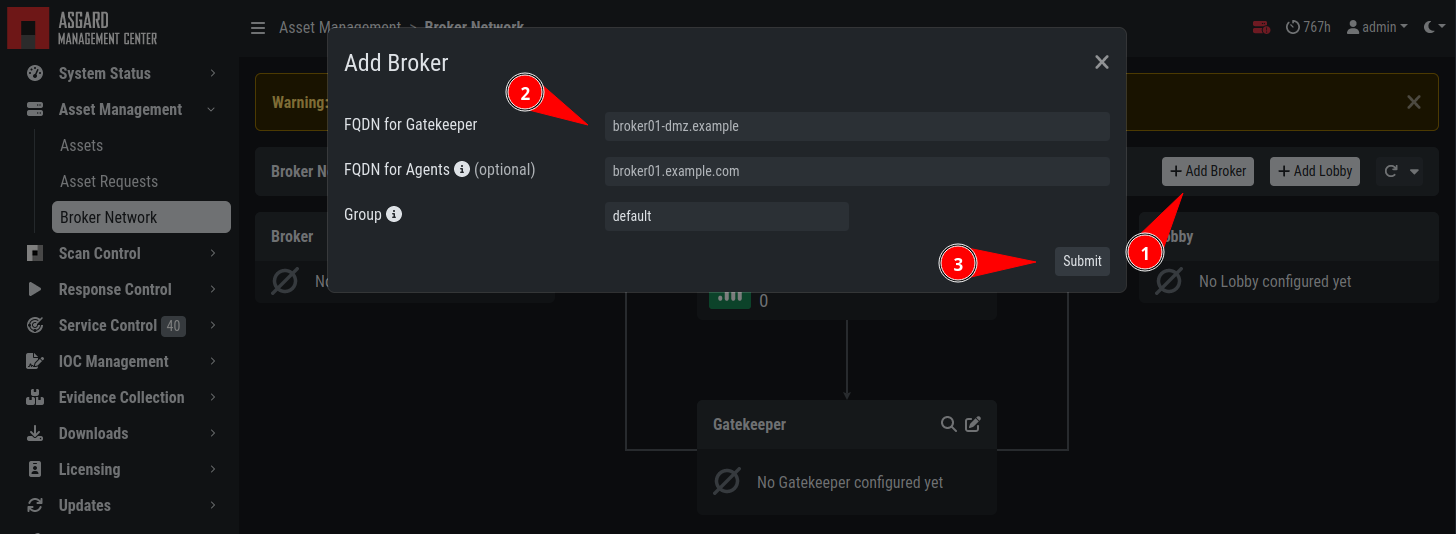 ASGARD
MANAGEMENT CENTER
Asset Management > Broker Network
767h
admin
System Status
Asset Management
Assets
Asset Requests
Broker Network
Scan Control
Response Control
Service Control 40
IOC Management
Evidence Collection
Downloads
Licensing
Updates
Warning:
Broker N
+ Add Broker
+ Add Lobby
Broker
No
Add Broker
2
FQDN for Gatekeeper
broker01-dmz.example
FQDN for Agents (optional)
broker01.example.com
Group
default
3
Submit
1
obby
No Lobby configured yet
0
Gatekeeper
No Gatekeeper configured yet